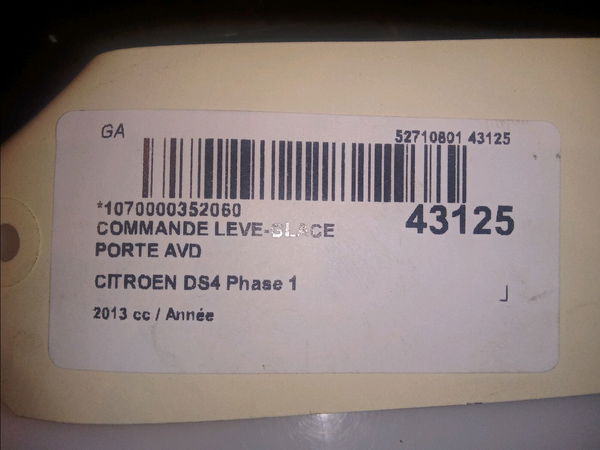 GA
52710801 43125
*1070000352060
43125
COMMANDE LEVE-GLACE
PORTE AVD
CITROEN DS4 Phase 1
2013 cc / Année